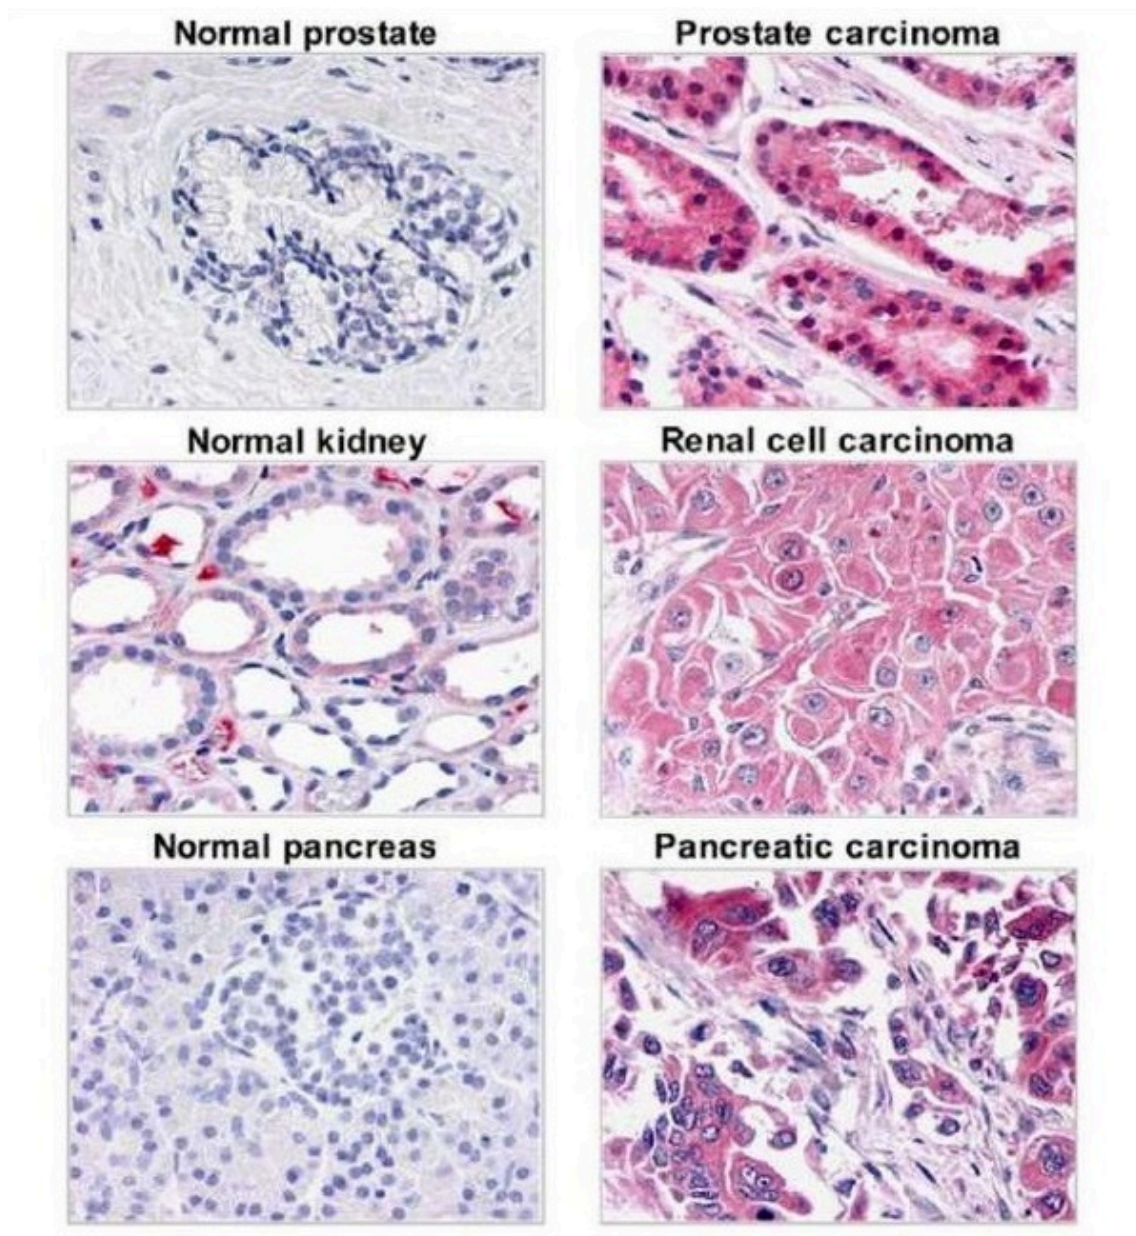 Normal prostate
Prostate carcinoma
Normal kidney
Renal cell carcinoma
Normal pancreas
Pancreatic carcinoma